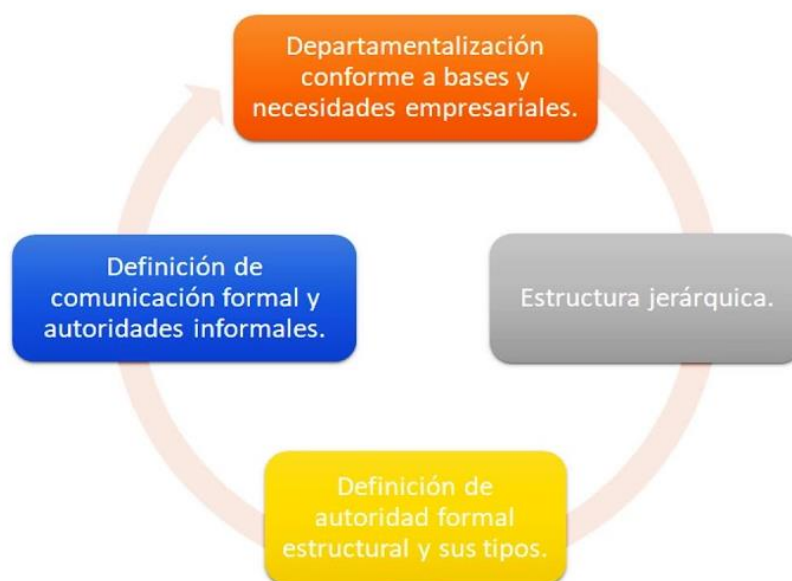 Departamentalización
conforme a bases y
necesidades empresariales.
Estructura jerárquica.
Definición de
autoridad formal
estructural y sus tipos.
Definición de
comunicación formal y
autoridades informales.